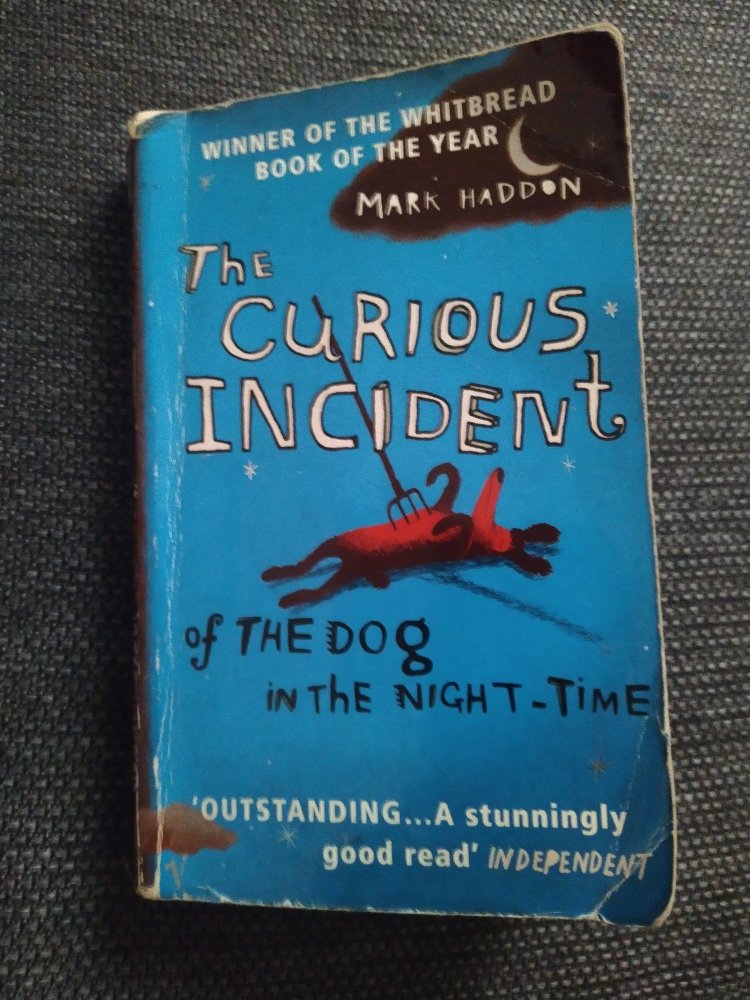 WINNER OF THE WHITBREAD
BOOK OF THE YEAR
MARK HADDON
The
CURIOUS
INCIDENt
of THE DOg
iN ThE NIGHT-TiME
'OUTSTANDING...A stunningly
good read' INDEPENDENT